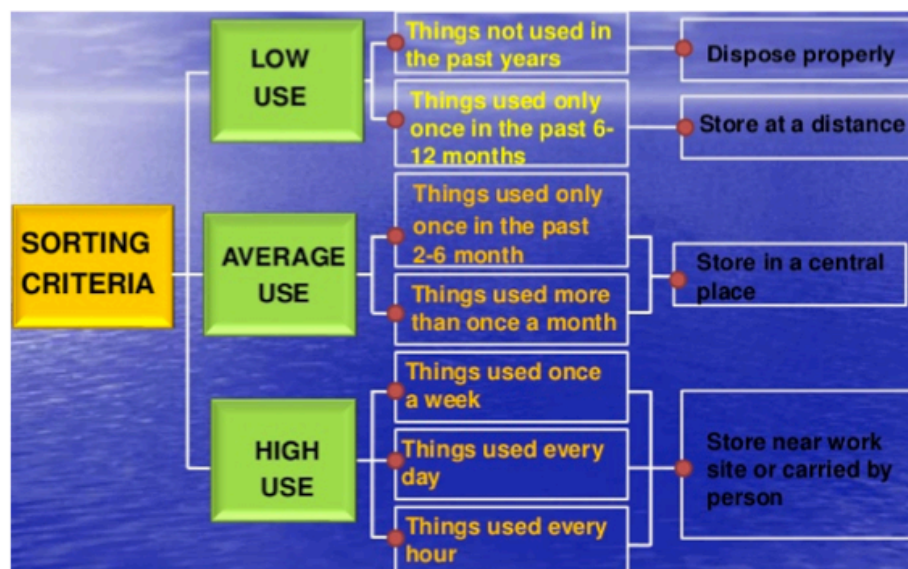 SORTING
CRITERIA
LOW
USE
Things not used in
the past years
Dispose properly
Things used only
once in the past 6-
12 months
Store at a distance
AVERAGE
USE
Things used only
once in the past
2-6 month
Things used more
than once a month
Store in a central
place
HIGH
USE
Things used once
a week
Things used every
day
Things used every
hour
Store near work
site or carried by
person